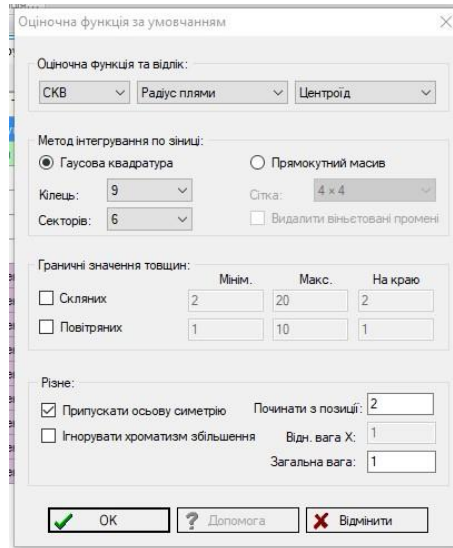 Оціночна функція за умовчанням
Оціночна функція та відлік:
СКВ Радіус плями Центроїд
Метод інтегрування по зіниці:
Гаусова квадратура Прямокутний масив
Кілець: 9 Сітка: 4 × 4
Секторів: 6 Видалити віньєтовані промені
Граничні значення товщин:
Мінім. Макс. На краю
Скляних 2 20 2
Повітряних 1 10 1
Різне:
Припускати осьову симетрію Починати з позиції: 2
Ігнорувати хроматизм збільшення Відн. вага X: 1
Загальна вага: 1
OK ? Допомога Відмінити